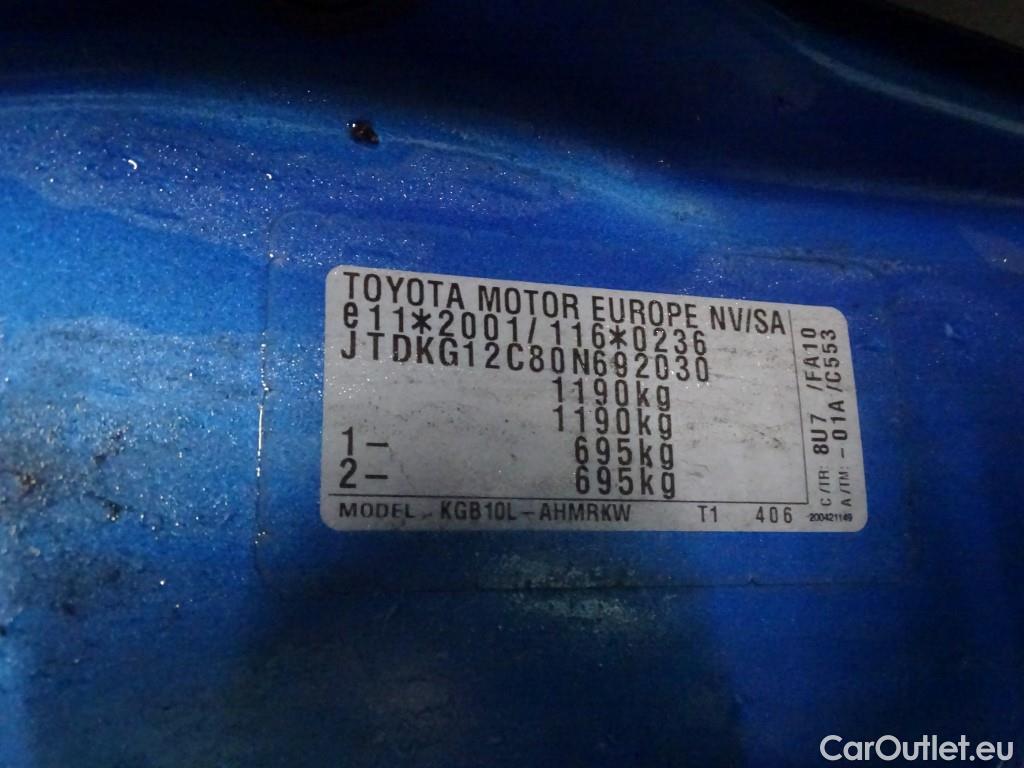 TOYOTA MOTOR EUROPE NV/SA
e11*2001/116*0236
JTDKG12C80N692030
1190kg
1190kg
1- 695kg
2- 695kg
MODEL KGB10L-AHMRKW T1 406
C/TR: 8U7 /FA10
A/TM: -01A /C553
200421149
CarOutlet.eu